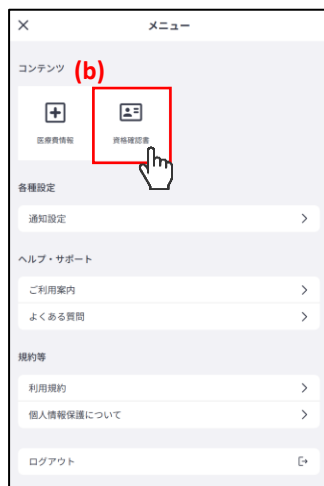 メニュー
コンテンツ (b)
医療費情報 資格確認書
各種設定
通知設定
ヘルプ・サポート
ご利用案内
よくある質問
規約等
利用規約
個人情報保護について
ログアウト